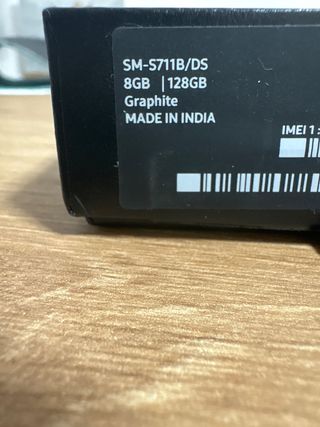 SM-S711B/DS
8GB | 128GB
Graphite
MADE IN INDIA
IMEI 1 :